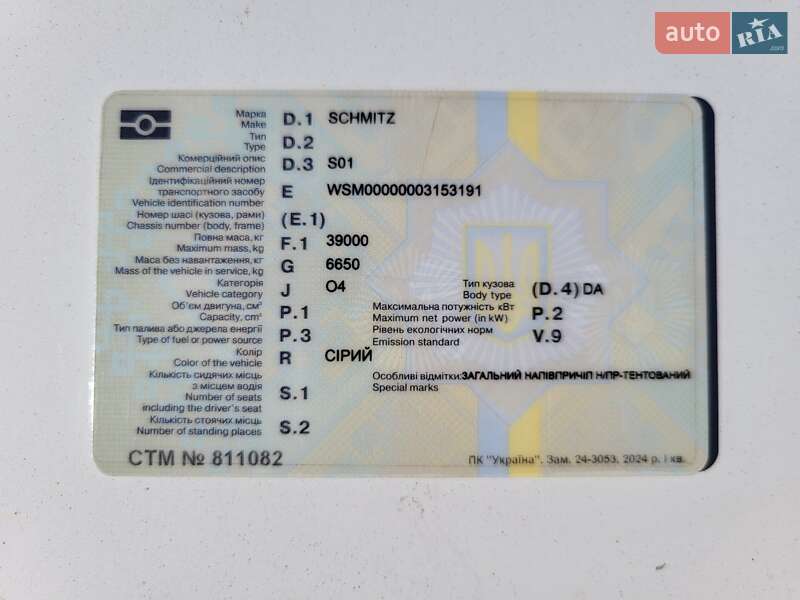 auto RIA .com
Марка D.1 SCHMITZ
Make
Тип D.2
Type
Комерційний опис D.3 S01
Commercial description
Ідентифікаційний номер
транспортного засобу E WSM00000003153191
Vehicle identification number
Номер шасі (кузова, рами) (E.1)
Chassis number (body, frame)
Повна маса, кг F.1 39000
Maximum mass, kg
Маса без навантаження, кг G 6650
Mass of the vehicle in service, kg
Категорія J O4
Vehicle category
Тип кузова (D.4) DA
Body type
Об'єм двигуна, см³ P.1
Capacity, cm³
Максимальна потужність кВт P.2
Maximum net power (in kW)
Тип палива або джерела енергії P.3
Type of fuel or power source
Рівень екологічних норм V.9
Emission standard
Колір R СІРИЙ
Color of the vehicle
Кількість сидячих місць
з місцем водія S.1
Number of seats
including the driver's seat
Особливі відмітки: ЗАГАЛЬНИЙ НАПІВПРИЧІП Н/ПР-ТЕНТОВАНИЙ
Special marks
Кількість стоячих місць S.2
Number of standing places
СТМ № 811082
ПК "Україна". Зам. 24-3053, 2024 р. І кв.